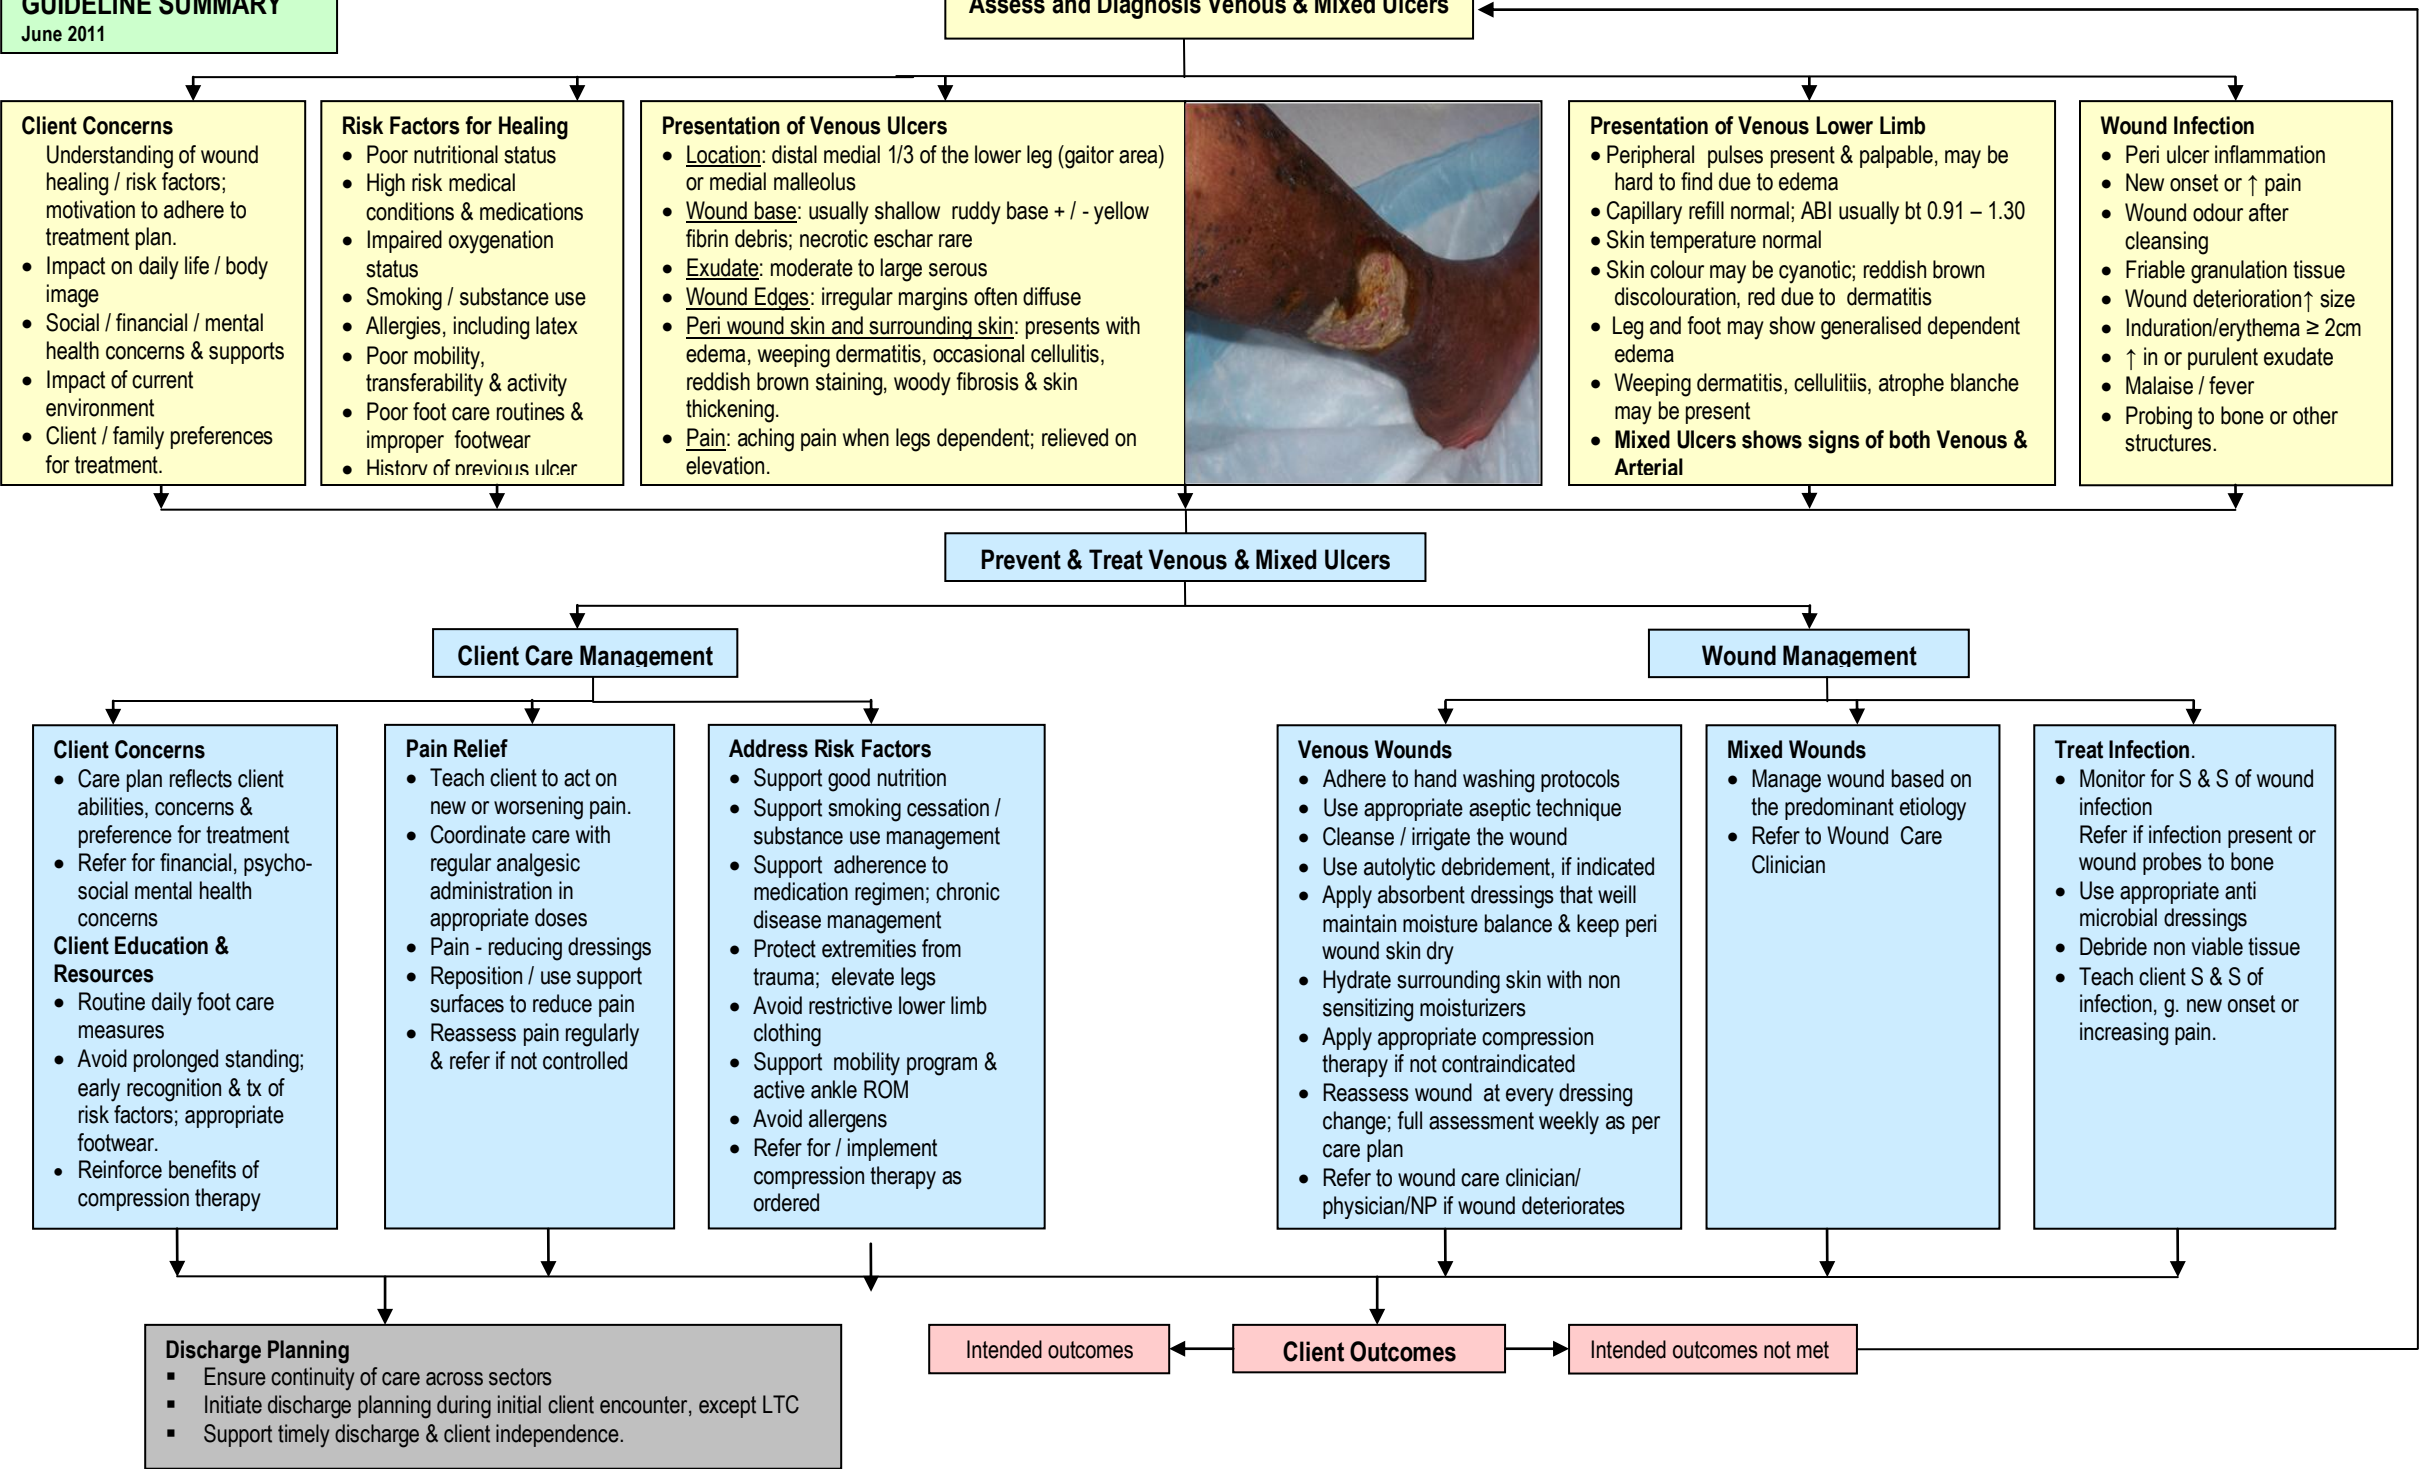 GUIDELINE SUMMARY
June 2011
Assess and Diagnosis Venous & Mixed Ulcers
Client Concerns
Understanding of wound
healing / risk factors;
motivation to adhere to
treatment plan.
• Impact on daily life / body
image
• Social / financial / mental
health concerns & supports
• Impact of current
environment
• Client / family preferences
for treatment.
Risk Factors for Healing
• Poor nutritional status
• High risk medical
conditions & medications
• Impaired oxygenation
status
• Smoking / substance use
• Allergies, including latex
• Poor mobility,
transferability & activity
• Poor foot care routines &
improper footwear
• History of previous ulcer
Presentation of Venous Ulcers
• Location: distal medial 1/3 of the lower leg (gaitor area)
or medial malleolus
• Wound base: usually shallow ruddy base + / - yellow
fibrin debris; necrotic eschar rare
• Exudate: moderate to large serous
• Wound Edges: irregular margins often diffuse
• Peri wound skin and surrounding skin: presents with
edema, weeping dermatitis, occasional cellulitis,
reddish brown staining, woody fibrosis & skin
thickening.
• Pain: aching pain when legs dependent; relieved on
elevation.
Presentation of Venous Lower Limb
• Peripheral pulses present & palpable, may be
hard to find due to edema
• Capillary refill normal; ABI usually bt 0.91 – 1.30
• Skin temperature normal
• Skin colour may be cyanotic; reddish brown
discolouration, red due to dermatitis
• Leg and foot may show generalised dependent
edema
• Weeping dermatitis, cellulitiis, atrophe blanche
may be present
• Mixed Ulcers shows signs of both Venous &
Arterial
Wound Infection
• Peri ulcer inflammation
• New onset or ↑ pain
• Wound odour after
cleansing
• Friable granulation tissue
• Wound deterioration↑ size
• Induration/erythema ≥ 2cm
• ↑ in or purulent exudate
• Malaise / fever
• Probing to bone or other
structures.
Prevent & Treat Venous & Mixed Ulcers
Client Care Management
Wound Management
Client Concerns
• Care plan reflects client
abilities, concerns &
preference for treatment
• Refer for financial, psycho-
social mental health
concerns
Client Education &
Resources
• Routine daily foot care
measures
• Avoid prolonged standing;
early recognition & tx of
risk factors; appropriate
footwear.
• Reinforce benefits of
compression therapy
Pain Relief
• Teach client to act on
new or worsening pain.
• Coordinate care with
regular analgesic
administration in
appropriate doses
• Pain - reducing dressings
• Reposition / use support
surfaces to reduce pain
• Reassess pain regularly
& refer if not controlled
Address Risk Factors
• Support good nutrition
• Support smoking cessation /
substance use management
• Support adherence to
medication regimen; chronic
disease management
• Protect extremities from
trauma; elevate legs
• Avoid restrictive lower limb
clothing
• Support mobility program &
active ankle ROM
• Avoid allergens
• Refer for / implement
compression therapy as
ordered
Venous Wounds
• Adhere to hand washing protocols
• Use appropriate aseptic technique
• Cleanse / irrigate the wound
• Use autolytic debridement, if indicated
• Apply absorbent dressings that weill
maintain moisture balance & keep peri
wound skin dry
• Hydrate surrounding skin with non
sensitizing moisturizers
• Apply appropriate compression
therapy if not contraindicated
• Reassess wound at every dressing
change; full assessment weekly as per
care plan
• Refer to wound care clinician/
physician/NP if wound deteriorates
Mixed Wounds
• Manage wound based on
the predominant etiology
• Refer to Wound Care
Clinician
Treat Infection.
• Monitor for S & S of wound
infection
Refer if infection present or
wound probes to bone
• Use appropriate anti
microbial dressings
• Debride non viable tissue
• Teach client S & S of
infection, g. new onset or
increasing pain.
Discharge Planning
▪ Ensure continuity of care across sectors
▪ Initiate discharge planning during initial client encounter, except LTC
▪ Support timely discharge & client independence.
Intended outcomes
Client Outcomes
Intended outcomes not met